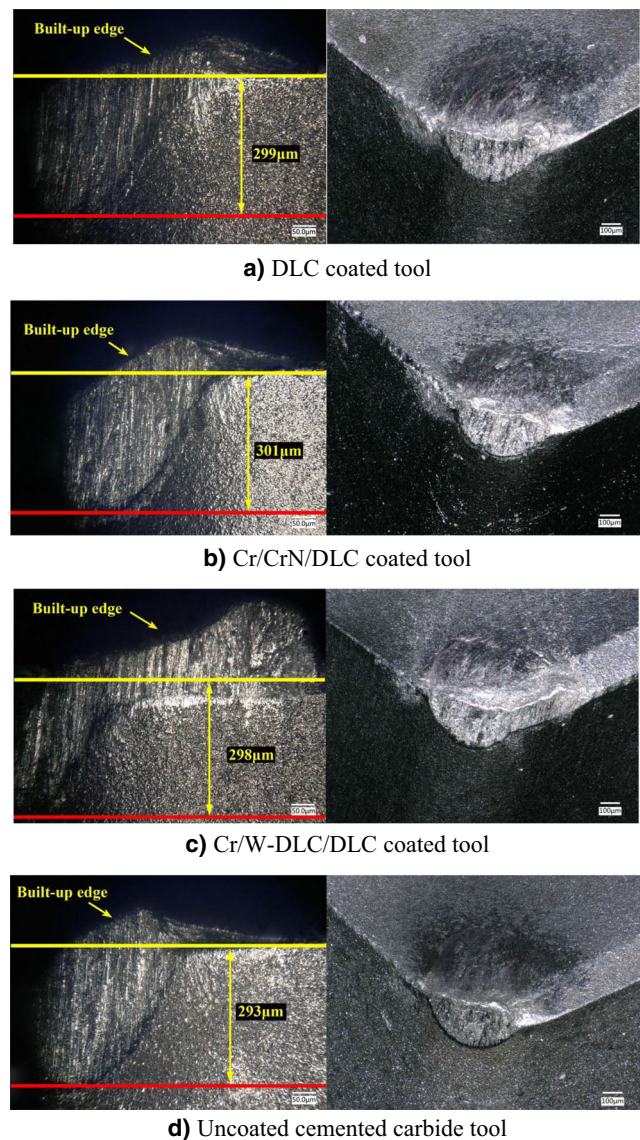 Built-up edge
299μm
50.0μm
100μm
a) DLC coated tool
Built-up edge
301μm
50.0μm
100μm
b) Cr/CrN/DLC coated tool
Built-up edge
298μm
50.0μm
100μm
c) Cr/W-DLC/DLC coated tool
Built-up edge
293μm
50.0μm
100μm
d) Uncoated cemented carbide tool